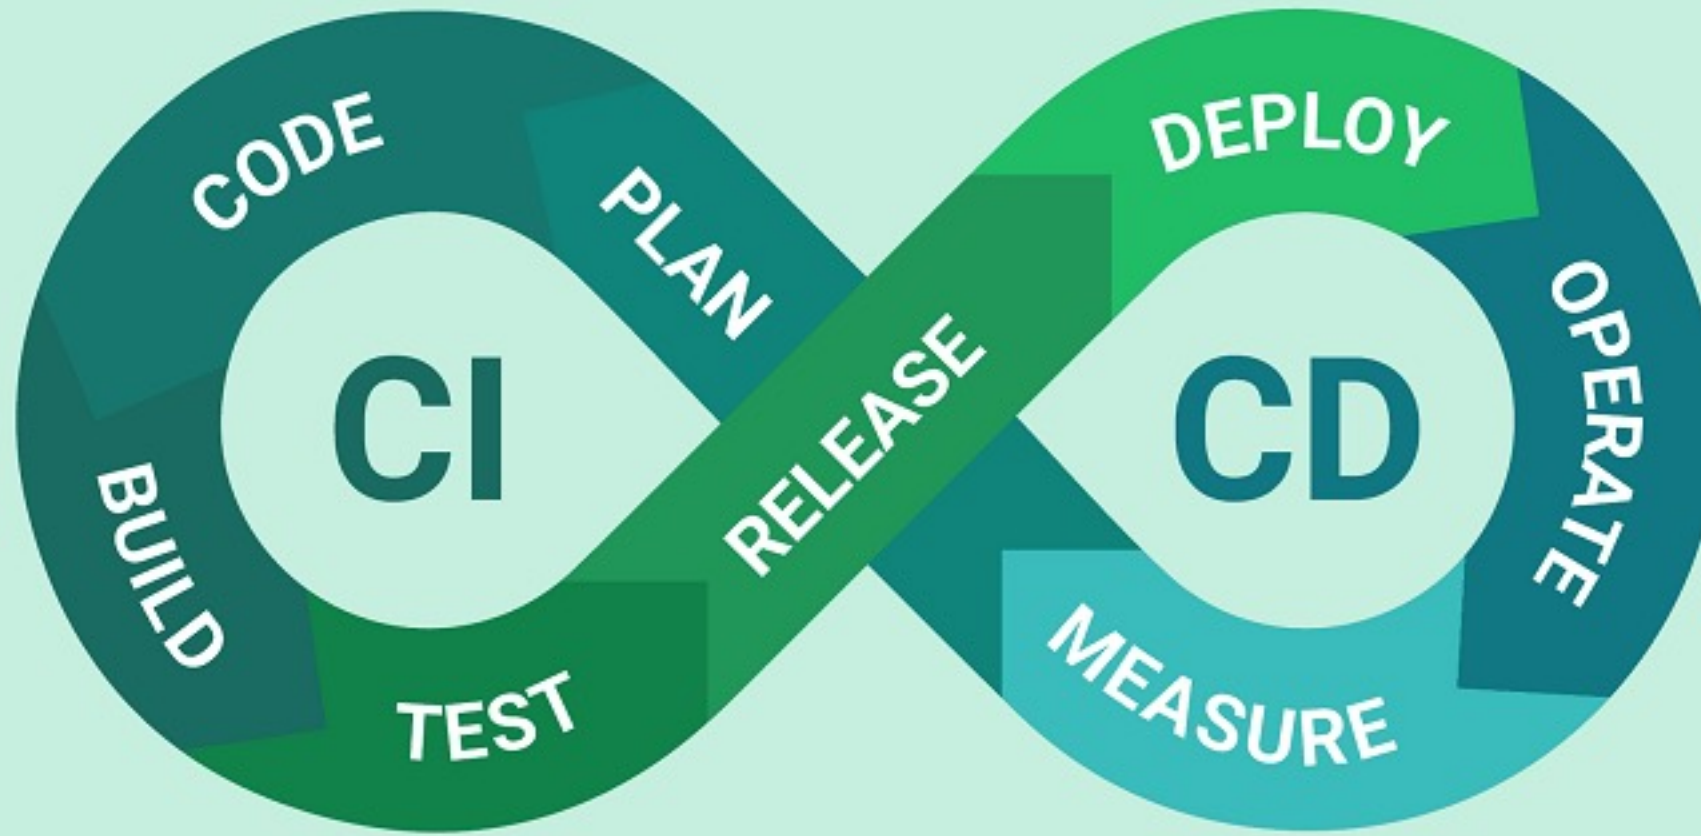 PLAN
CODE
BUILD
TEST
RELEASE
DEPLOY
OPERATE
MEASURE
CI
CD